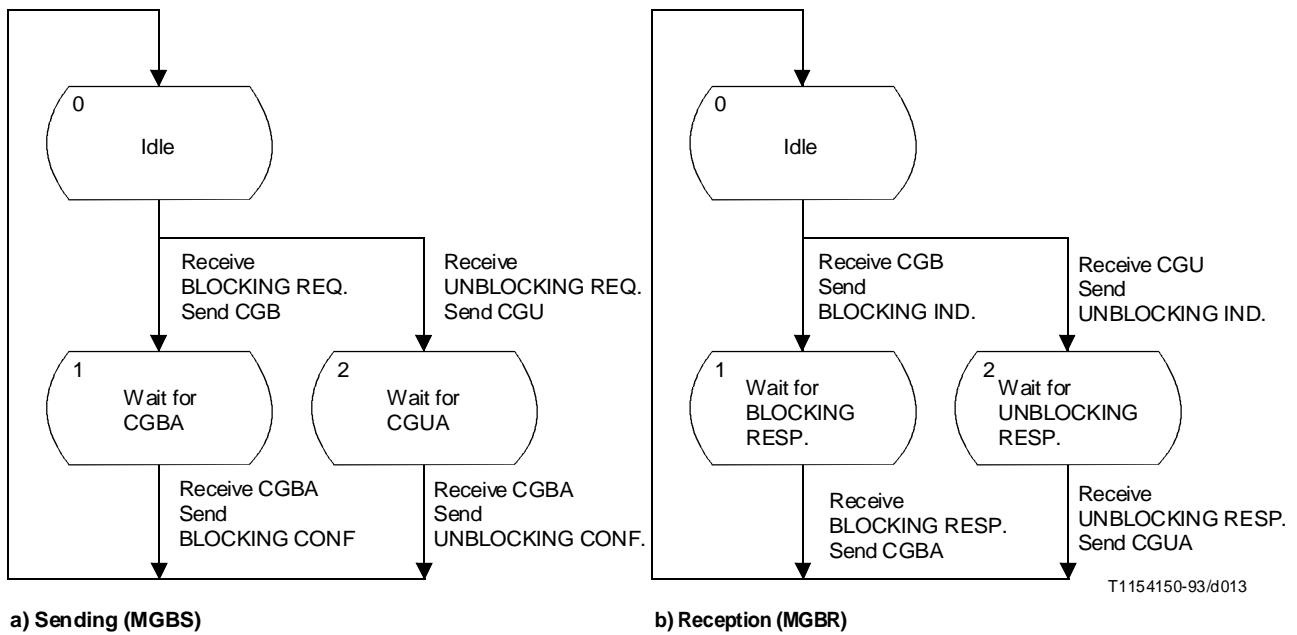 0
Idle
Receive
BLOCKING REQ.
Send CGB
Receive
UNBLOCKING REQ.
Send CGU
1
Wait for
CGBA
2
Wait for
CGUA
Receive CGBA
Send
BLOCKING CONF
Receive CGBA
Send
UNBLOCKING CONF.
a) Sending (MGBS)
0
Idle
Receive CGB
Send
BLOCKING IND.
Receive CGU
Send
UNBLOCKING IND.
1
Wait for
BLOCKING
RESP.
2
Wait for
UNBLOCKING
RESP.
Receive
BLOCKING RESP.
Send CGBA
Receive
UNBLOCKING RESP.
Send CGUA
T1154150-93/d013
b) Reception (MGBR)